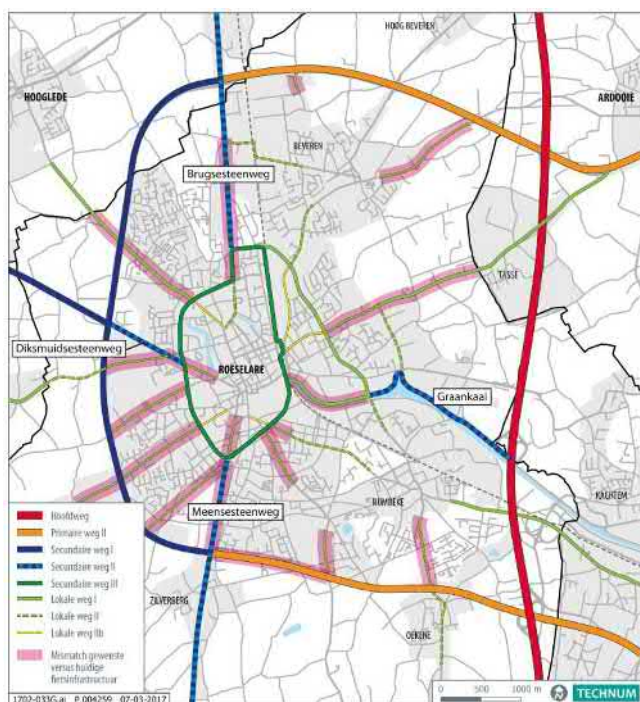 HOOG BEVEREN
HOOGLEDE
ARDOOIE
BEVEREN
Brugsesteenweg
TASSE
Diksmuidsesteenweg
ROESELARE
Graankaai
Meensesteenweg
RUMBEKE
KACHTEM
ZILVERBERG
OEKENE
Hoofdweg
Primaire weg II
Secundaire weg I
Secundaire weg II
Secundaire weg III
Lokale weg I
Lokale weg II
Lokale weg IIb
Mismatch gewenste
versus huidige
fietsinfrastructuur
1702-033G.ai P.004259 07-03-2017
0 500 1000 m
TECHNUM